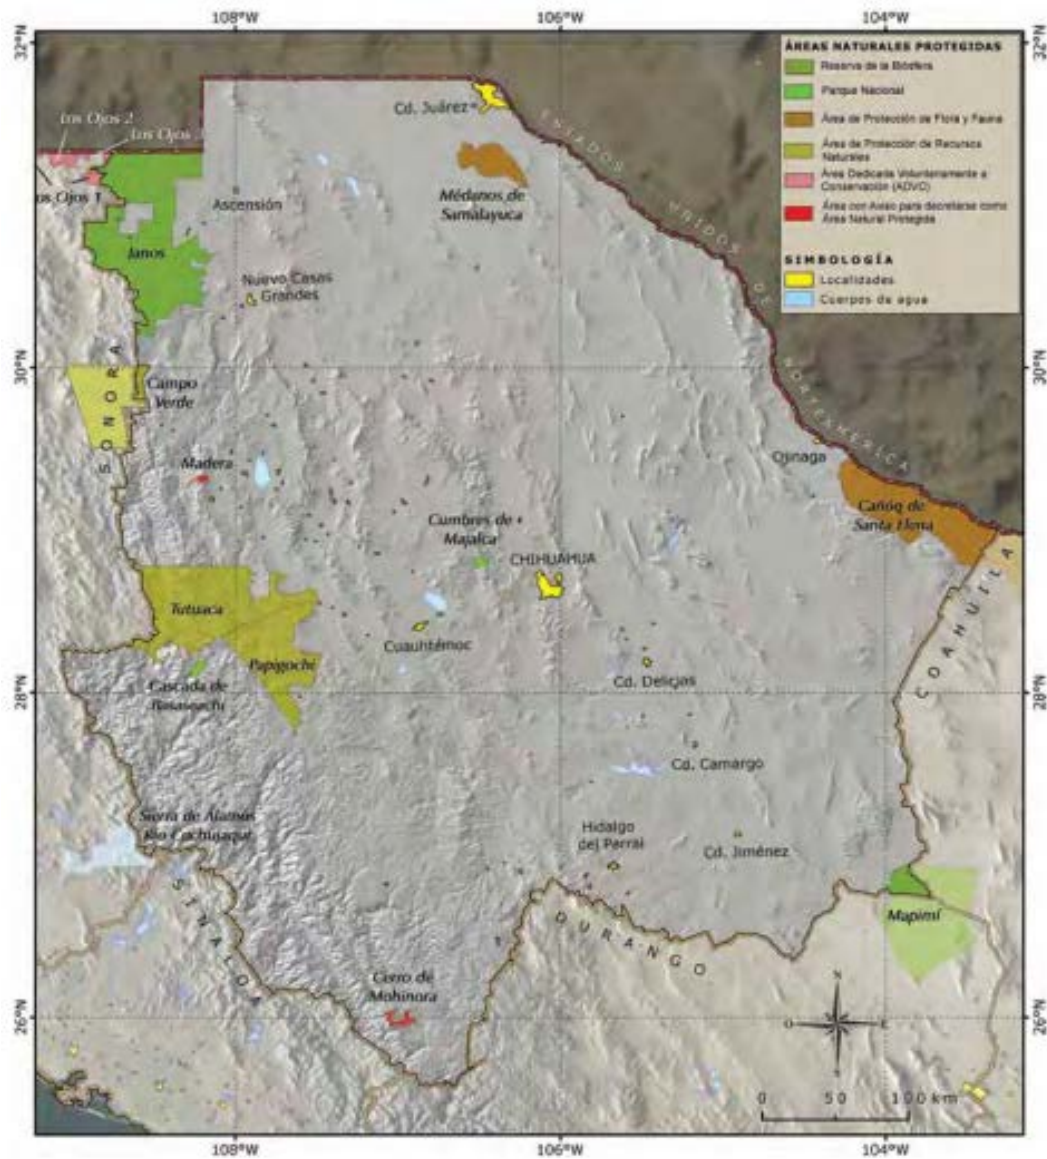 108°W
106°W
104°W
32°N
32°N
ÁREAS NATURALES PROTEGIDAS
Reserva de la Biósfera
Parque Nacional
Área de Protección de Flora y Fauna
Área de Protección de Recursos
Naturales
Área Dedicada Voluntariamente a
Conservación (ADVC)
Área con Aviso para decretarse como
Área Natural Protegida
SIMBOLOGÍA
Localidades
Cuerpos de agua
Cd. Juárez
ESTADOS UNIDOS DE NORTEAMERICA
Los Ojos 2
Los Ojos 3
os Ojos 1
Médanos de
Samalayuca
Ascensión
Janos
Nuevo Casas
Grandes
30°N
30°N
SONORA
Campo
Verde
Madera
Ojinaga
Cañón de
Santa Elena
Cumbres de
Majalca
CHIHUAHUA
Tutuaca
Papigochi
Cuauhtémoc
Cascada de
Basaseachi
Cd. Delicias
COAHUILA
28°N
28°N
Cd. Camargo
Sierra de Álamos
Río Cuchujaqui
Hidalgo
del Parral
Cd. Jiménez
SINALOA
DURANGO
Mapimí
Cerro de
Mohinora
26°N
26°N
N
O
E
S
0
50
100 km
108°W
106°W
104°W